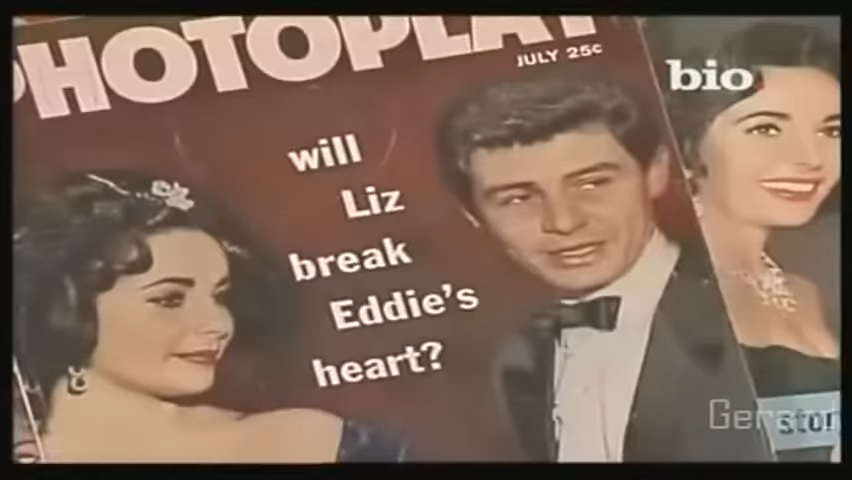 PHOTOPLAY
JULY 25¢
bio
will
Liz
break
Eddie's
heart?